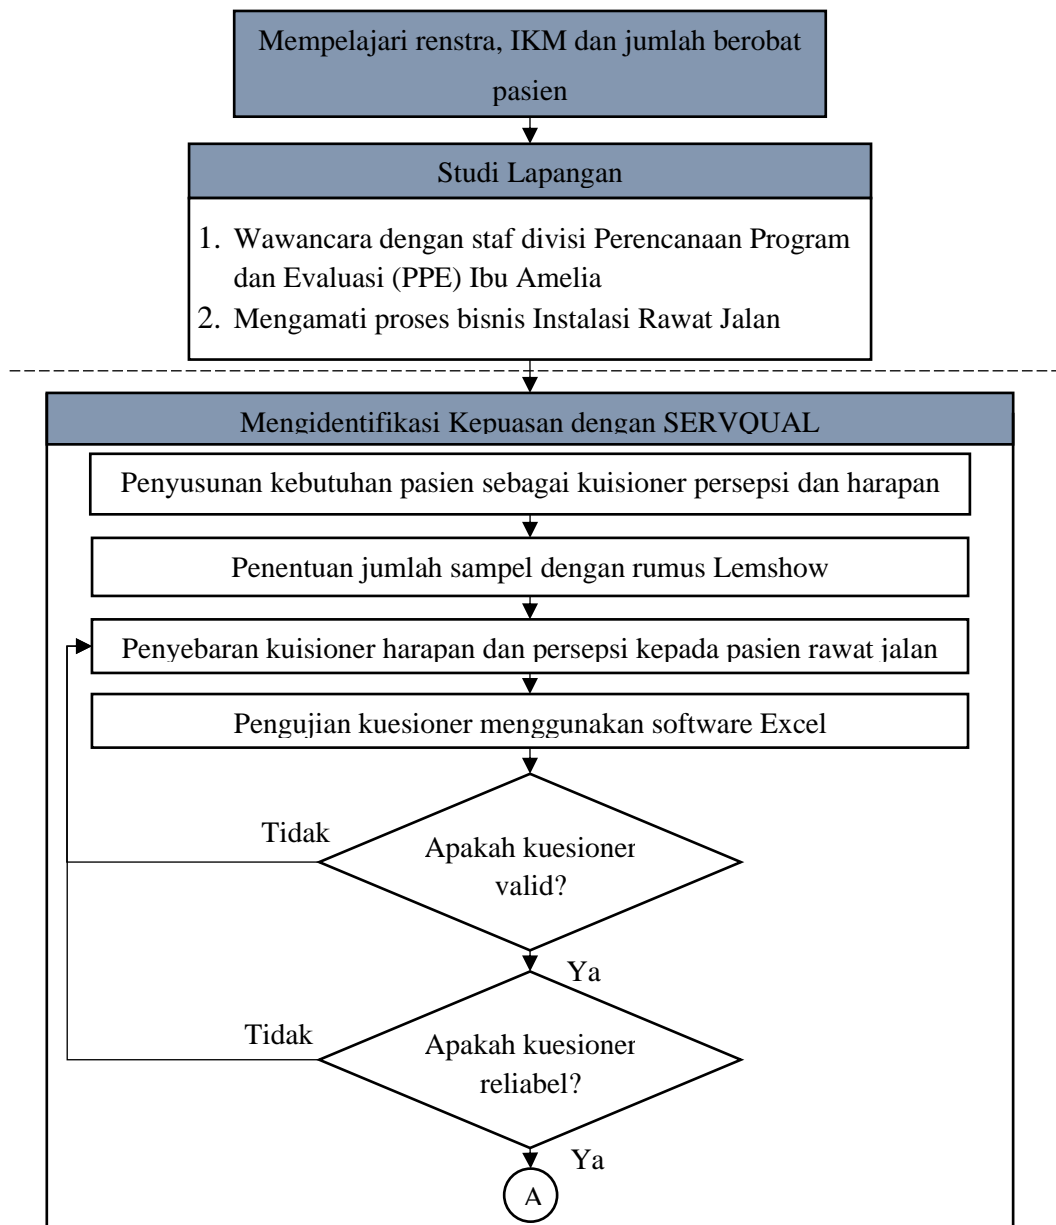 Mempelajari renstra, IKM dan jumlah berobat
pasien
Studi Lapangan
1. Wawancara dengan staf divisi Perencanaan Program
dan Evaluasi (PPE) Ibu Amelia
2. Mengamati proses bisnis Instalasi Rawat Jalan
Mengidentifikasi Kepuasan dengan SERVQUAL
Penyusunan kebutuhan pasien sebagai kuisioner persepsi dan harapan
Penentuan jumlah sampel dengan rumus Lemshow
Penyebaran kuisioner harapan dan persepsi kepada pasien rawat jalan
Pengujian kuesioner menggunakan software Excel
Tidak
Apakah kuesioner
valid?
Ya
Tidak
Apakah kuesioner
reliabel?
Ya
A